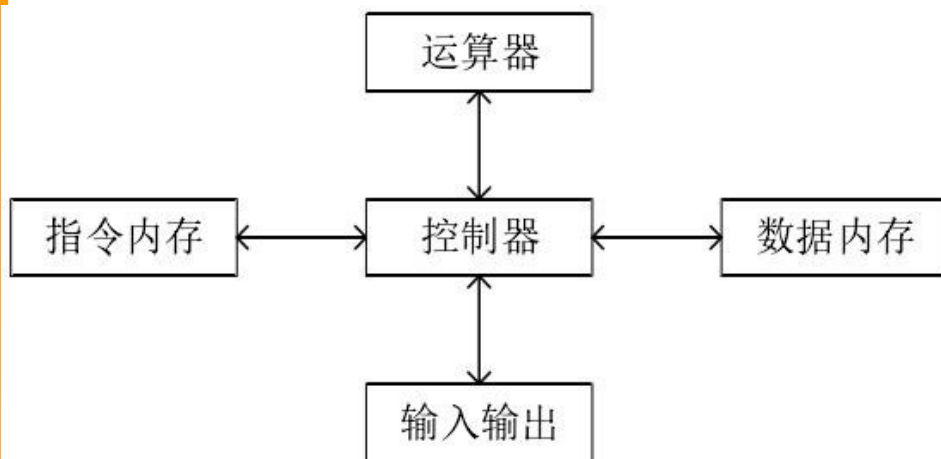 运算器
指令内存
控制器
数据内存
输入输出